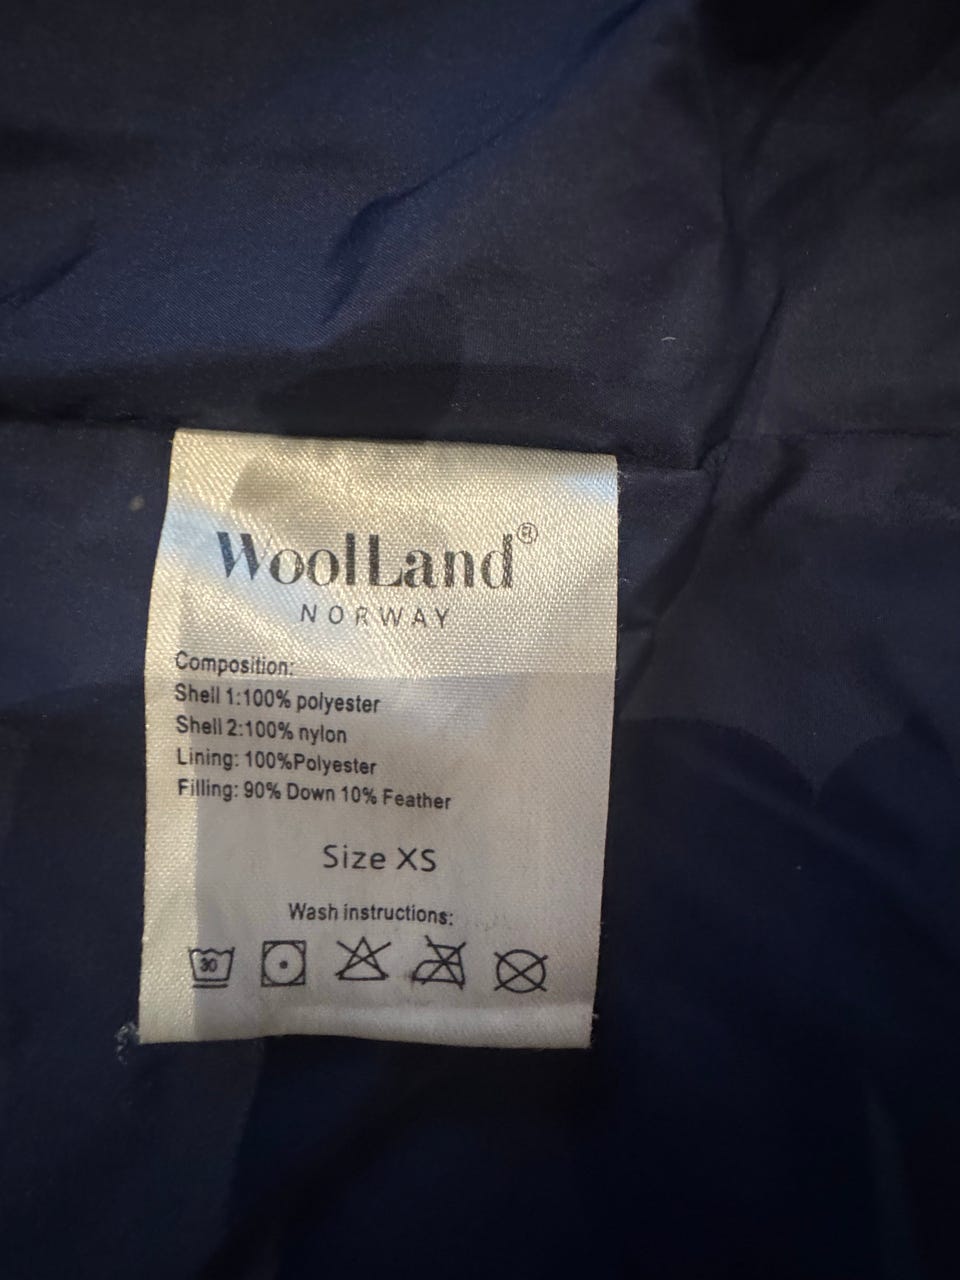 WoolLand®
NORWAY
Composition:
Shell 1:100% polyester
Shell 2:100% nylon
Lining: 100%Polyester
Filling: 90% Down 10% Feather
Size XS
Wash instructions:
30